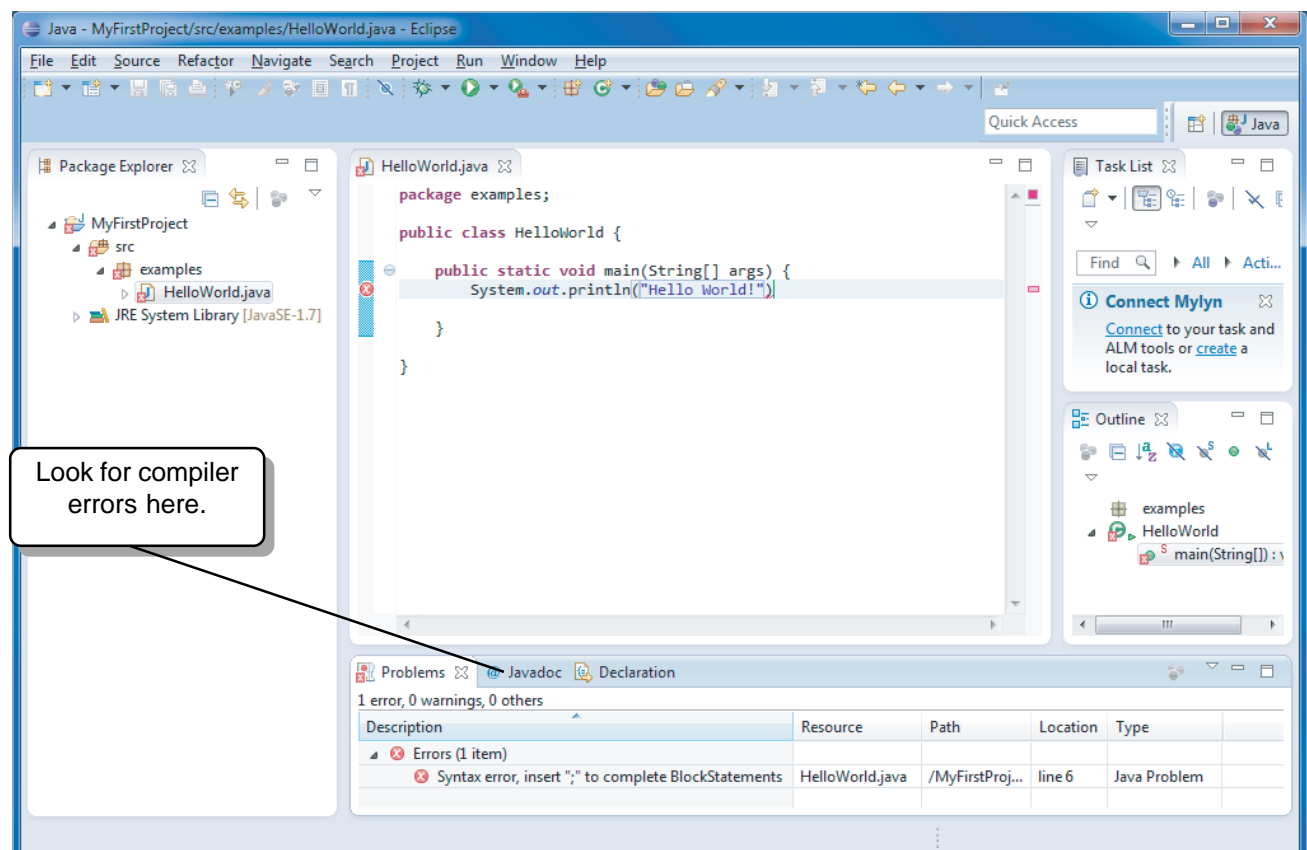 Java - MyFirstProject/src/examples/HelloWorld.java - Eclipse
File Edit Source Refactor Navigate Search Project Run Window Help
Quick Access
Java
Package Explorer
MyFirstProject
src
examples
HelloWorld.java
JRE System Library [JavaSE-1.7]
HelloWorld.java
package examples;
public class HelloWorld {
public static void main(String[] args) {
System.out.println("Hello World!")
}
}
Task List
Find All Acti...
Connect Mylyn
Connect to your task and
ALM tools or create a
local task.
Outline
examples
HelloWorld
main(String[]) : v
Look for compiler
errors here.
Problems @ Javadoc Declaration
1 error, 0 warnings, 0 others
Description Resource Path Location Type
Errors (1 item)
Syntax error, insert ";" to complete BlockStatements HelloWorld.java /MyFirstProj... line 6 Java Problem